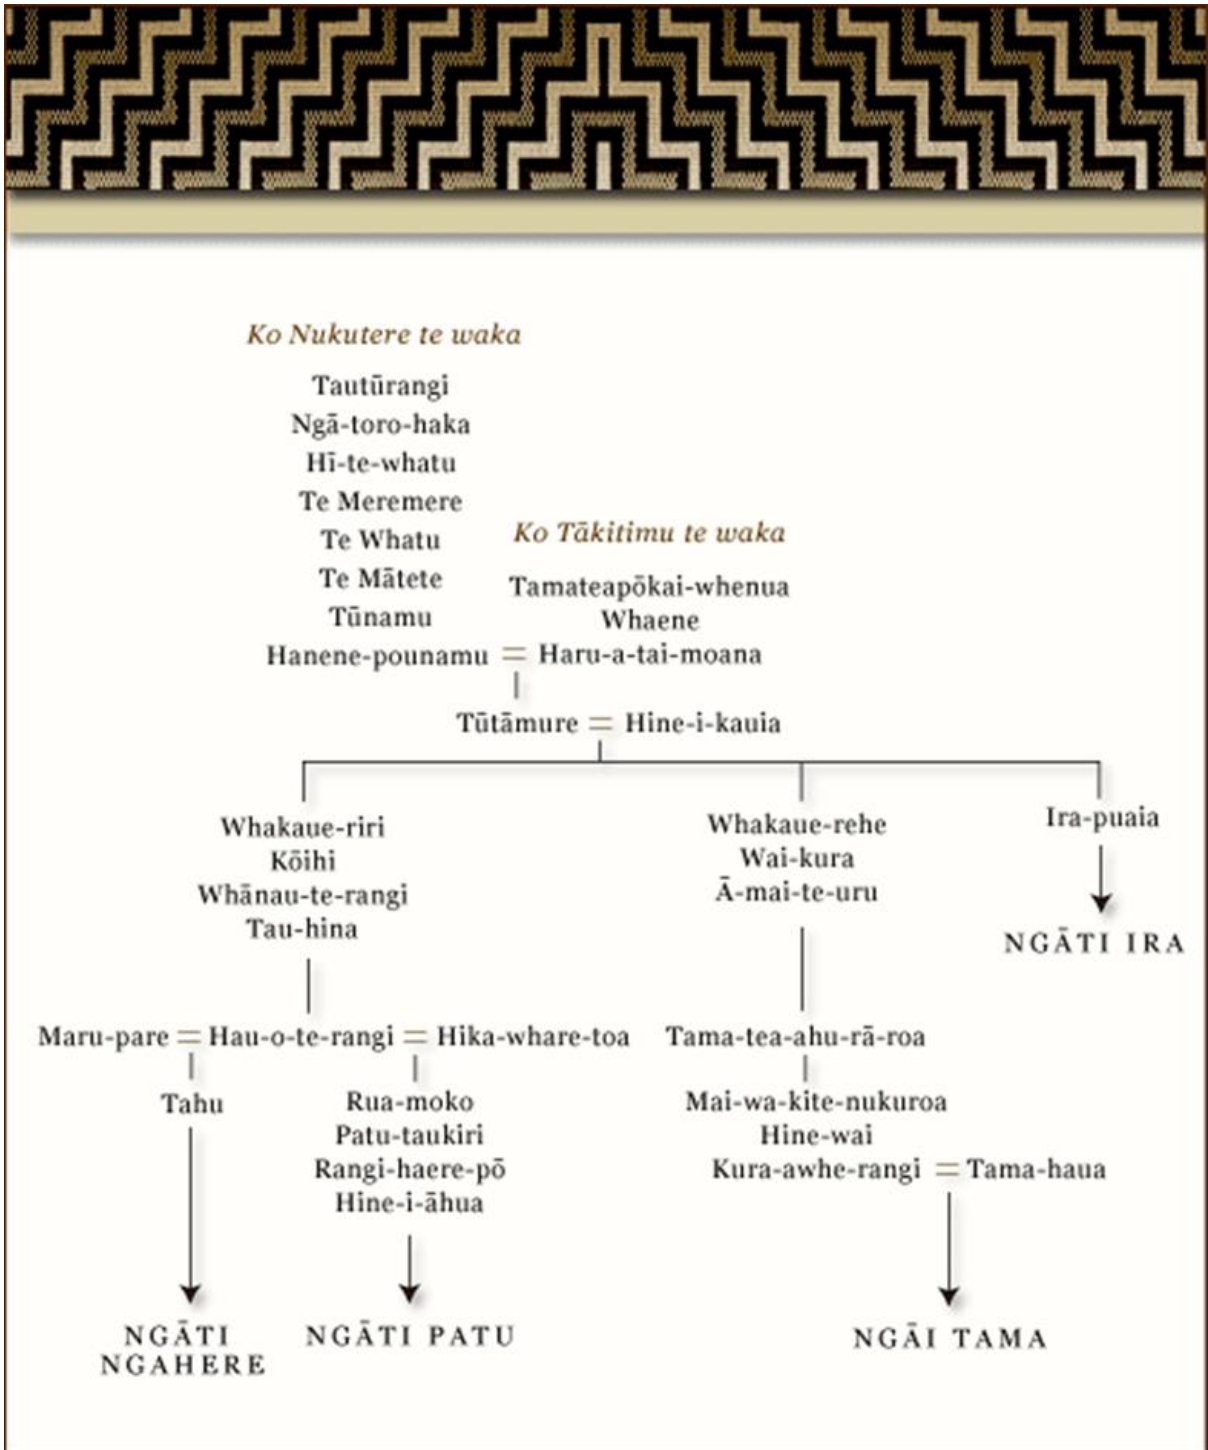 Ko Nukutere te waka
Tautūrangi
Ngā-toro-haka
Hī-te-whatu
Te Meremere
Te Whatu
Te Mātete
Tūnamu
Ko Tākitimu te waka
Tamateapōkai-whenua
Whaene
Hanene-pounamu = Haru-a-tai-moana
Tūtāmure = Hine-i-kauia
Whakaue-riri
Kōihi
Whānau-te-rangi
Tau-hina
Whakaue-rehe
Wai-kura
Ā-mai-te-uru
Ira-puaia
NGĀTI IRA
Maru-pare = Hau-o-te-rangi = Hika-whare-toa
Tahu
NGĀTI
NGAHERE
Rua-moko
Patu-taukiri
Rangi-haere-pō
Hine-i-āhua
NGĀTI PATU
Tama-tea-ahu-rā-roa
Mai-wa-kite-nukuroa
Hine-wai
Kura-awhe-rangi = Tama-haua
NGĀI TAMA